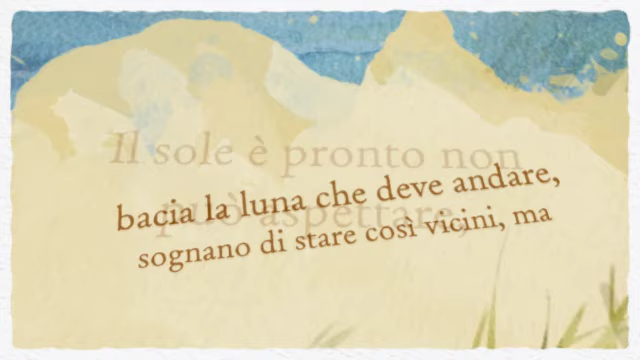 Il sole è pronto non
può aspettare,
bacia la luna che deve andare,
sognano di stare così vicini, ma